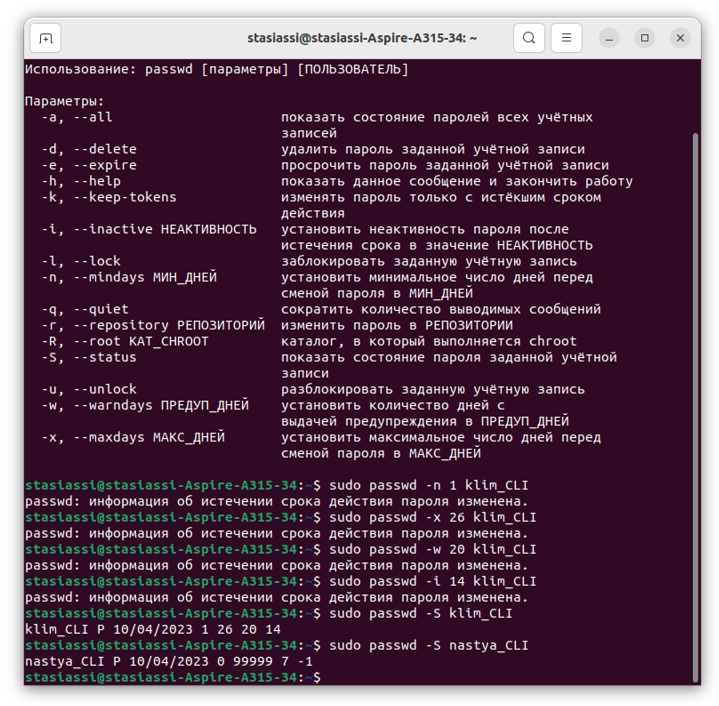 stasiassi@stasiassi-Aspire-A315-34: ~
Использование: passwd [параметры] [ПОЛЬЗОВАТЕЛЬ]
Параметры:
-a, --all                     показать состояние паролей всех учётных
записей
-d, --delete                  удалить пароль заданной учётной записи
-e, --expire                  просрочить пароль заданной учётной записи
-h, --help                    показать данное сообщение и закончить работу
-k, --keep-tokens             изменять пароль только с истёкшим сроком
действия
-i, --inactive НЕАКТИВНОСТЬ   установить неактивность пароля после
истечения срока в значение НЕАКТИВНОСТЬ
-l, --lock                    заблокировать заданную учётную запись
-n, --mindays МИН_ДНЕЙ        установить минимальное число дней перед
сменой пароля в МИН_ДНЕЙ
-q, --quiet                   сократить количество выводимых сообщений
-r, --repository РЕПОЗИТОРИЙ  изменить пароль в РЕПОЗИТОРИИ
-R, --root КАТ_CHROOT         каталог, в который выполняется chroot
-S, --status                  показать состояние пароля заданной учётной
записи
-u, --unlock                  разблокировать заданную учётную запись
-w, --warndays ПРЕДУП_ДНЕЙ    установить количество дней с
выдачей предупреждения в ПРЕДУП_ДНЕЙ
-x, --maxdays МАКС_ДНЕЙ       установить максимальное число дней перед
сменой пароля в МАКС_ДНЕЙ
stasiassi@stasiassi-Aspire-A315-34:~$ sudo passwd -n 1 klim_CLI
passwd: информация об истечении срока действия пароля изменена.
stasiassi@stasiassi-Aspire-A315-34:~$ sudo passwd -x 26 klim_CLI
passwd: информация об истечении срока действия пароля изменена.
stasiassi@stasiassi-Aspire-A315-34:~$ sudo passwd -w 20 klim_CLI
passwd: информация об истечении срока действия пароля изменена.
stasiassi@stasiassi-Aspire-A315-34:~$ sudo passwd -i 14 klim_CLI
passwd: информация об истечении срока действия пароля изменена.
stasiassi@stasiassi-Aspire-A315-34:~$ sudo passwd -S klim_CLI
klim_CLI P 10/04/2023 1 26 20 14
stasiassi@stasiassi-Aspire-A315-34:~$ sudo passwd -S nastya_CLI
nastya_CLI P 10/04/2023 0 99999 7 -1
stasiassi@stasiassi-Aspire-A315-34:~$